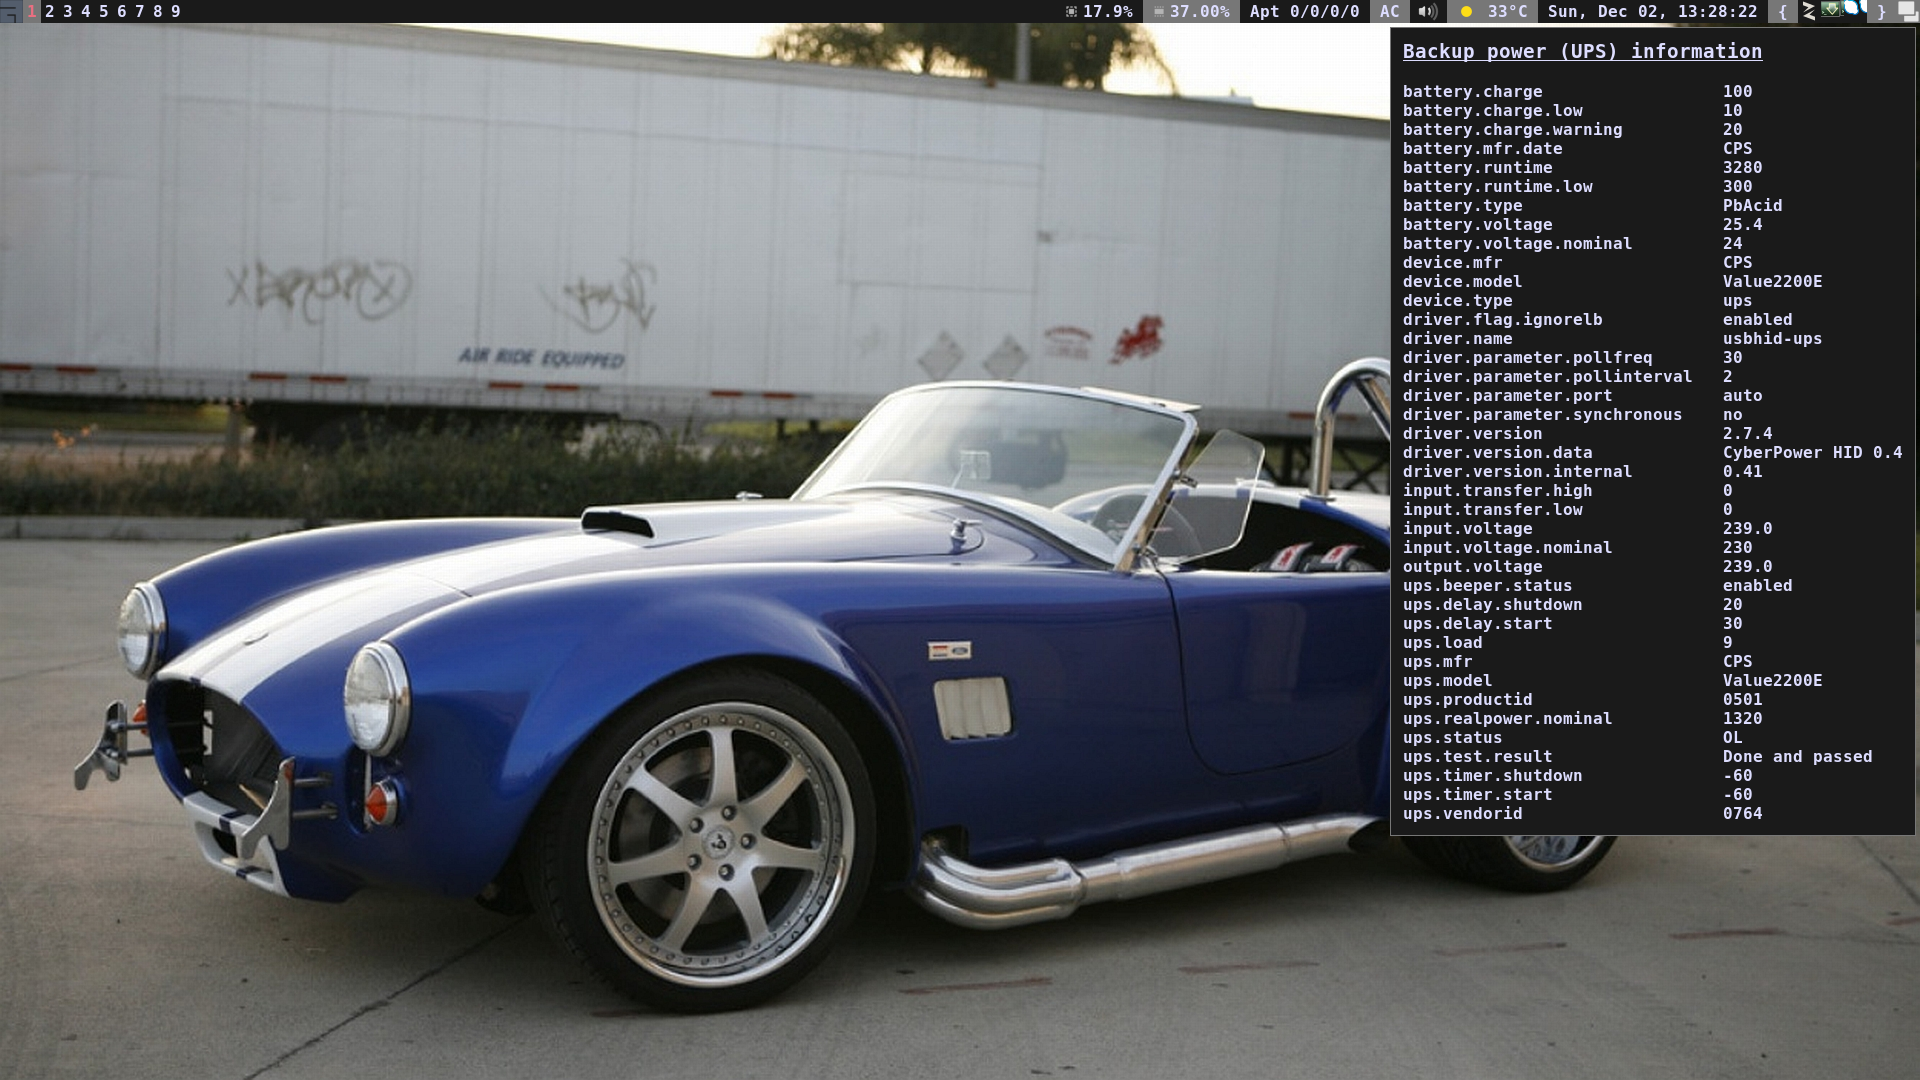 1 2 3 4 5 6 7 8 9 17.9% 37.00% Apt 0/0/0/0 AC 33°C Sun, Dec 02, 13:28:22 { }
Backup power (UPS) information
battery.charge 100
battery.charge.low 10
battery.charge.warning 20
battery.mfr.date CPS
battery.runtime 3280
battery.runtime.low 300
battery.type PbAcid
battery.voltage 25.4
battery.voltage.nominal 24
device.mfr CPS
device.model Value2200E
device.type ups
driver.flag.ignorelb enabled
driver.name usbhid-ups
driver.parameter.pollfreq 30
driver.parameter.pollinterval 2
driver.parameter.port auto
driver.parameter.synchronous no
driver.version 2.7.4
driver.version.data CyberPower HID 0.4
driver.version.internal 0.41
input.transfer.high 0
input.transfer.low 0
input.voltage 239.0
input.voltage.nominal 230
output.voltage 239.0
ups.beeper.status enabled
ups.delay.shutdown 20
ups.delay.start 30
ups.load 9
ups.mfr CPS
ups.model Value2200E
ups.productid 0501
ups.realpower.nominal 1320
ups.status OL
ups.test.result Done and passed
ups.timer.shutdown -60
ups.timer.start -60
ups.vendorid 0764
AIR RIDE EQUIPPED